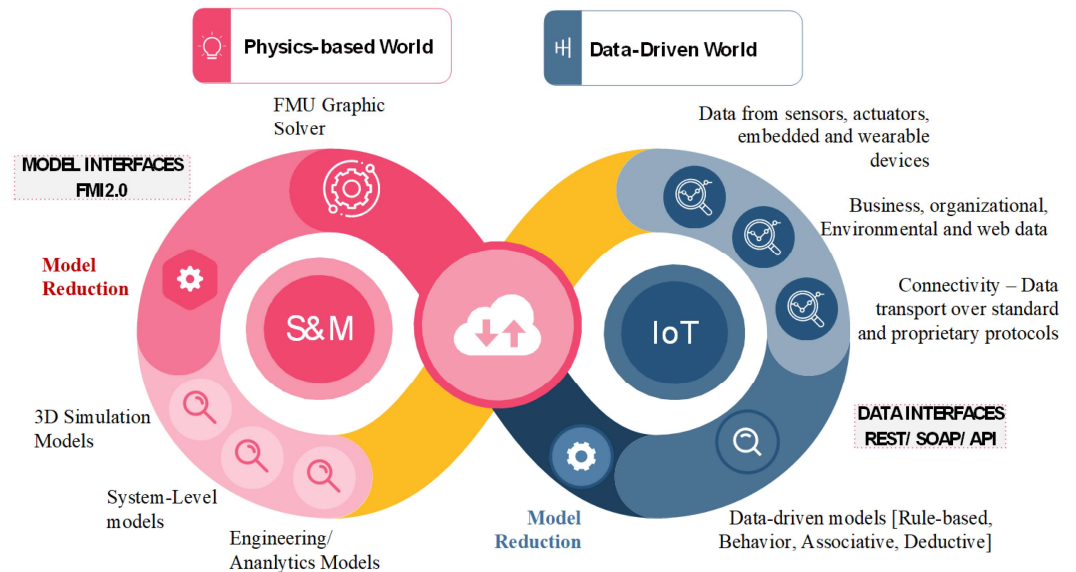 Physics-based World
Data-Driven World
FMU Graphic
Solver
MODEL INTERFACES
FMI2.0
Model
Reduction
S&M
3D Simulation
Models
System-Level
models
Engineering/
Ananlytics Models
Data from sensors, actuators,
embedded and wearable
devices
Business, organizational,
Environmental and web data
Connectivity – Data
transport over standard
and proprietary protocols
IoT
DATA INTERFACES
REST/ SOAP/ API
Model
Reduction
Data-driven models [Rule-based,
Behavior, Associative, Deductive]